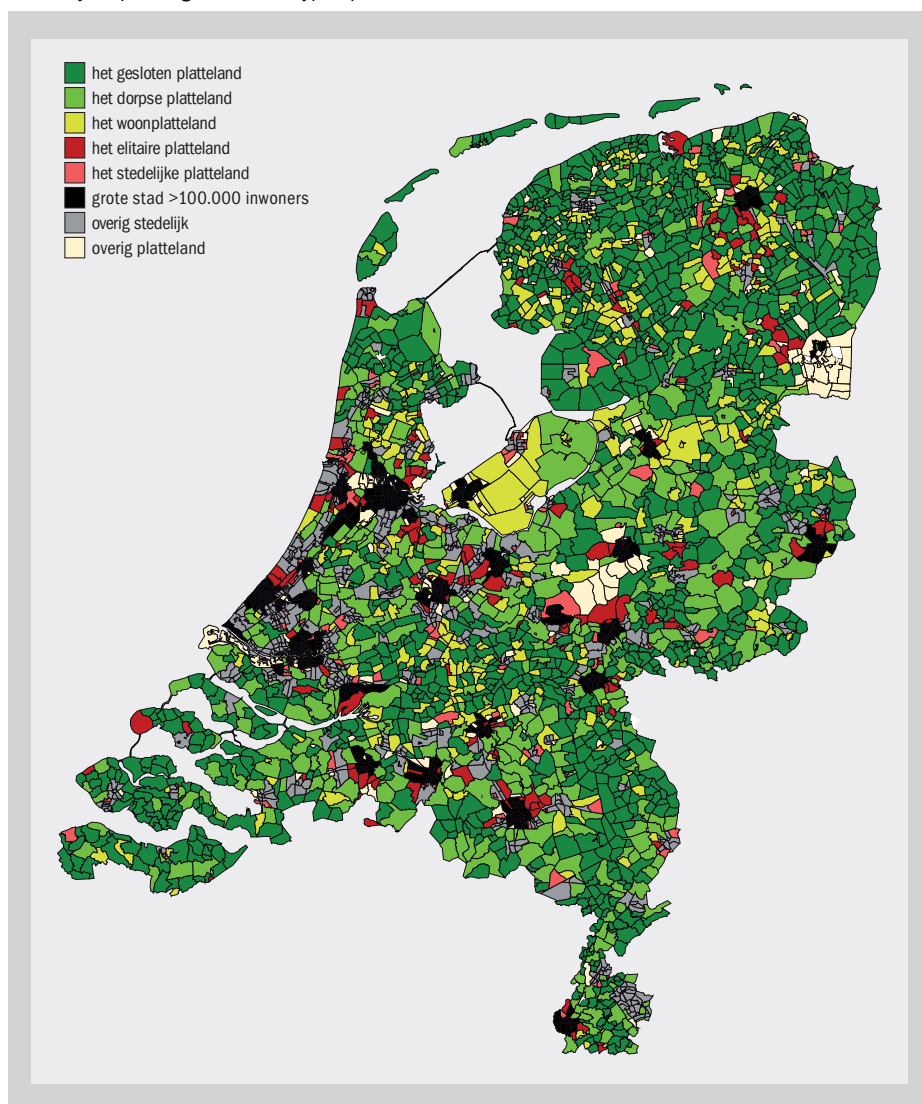 het gesloten platteland
het dorpse platteland
het woonplatteland
het elitaire platteland
het stedelijke platteland
grote stad >100.000 inwoners
overig stedelijk
overig platteland